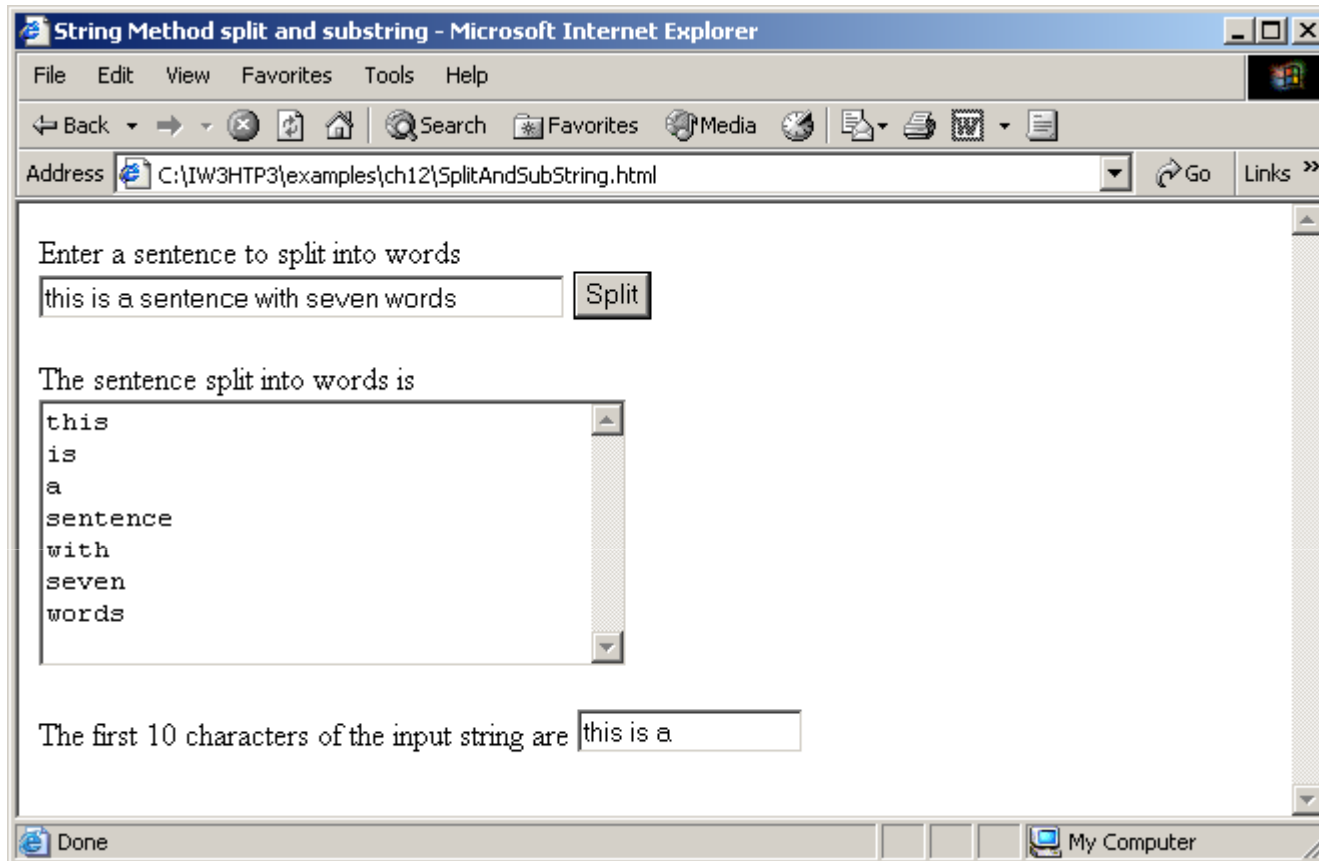 String Method split and substring - Microsoft Internet Explorer
File Edit View Favorites Tools Help
Back Search Favorites Media W
Address C:\IW3HTP3\examples\ch12\SplitAndSubString.html Go Links »
Enter a sentence to split into words
this is a sentence with seven words Split
The sentence split into words is
this
is
a
sentence
with
seven
words
The first 10 characters of the input string are this is a
Done My Computer